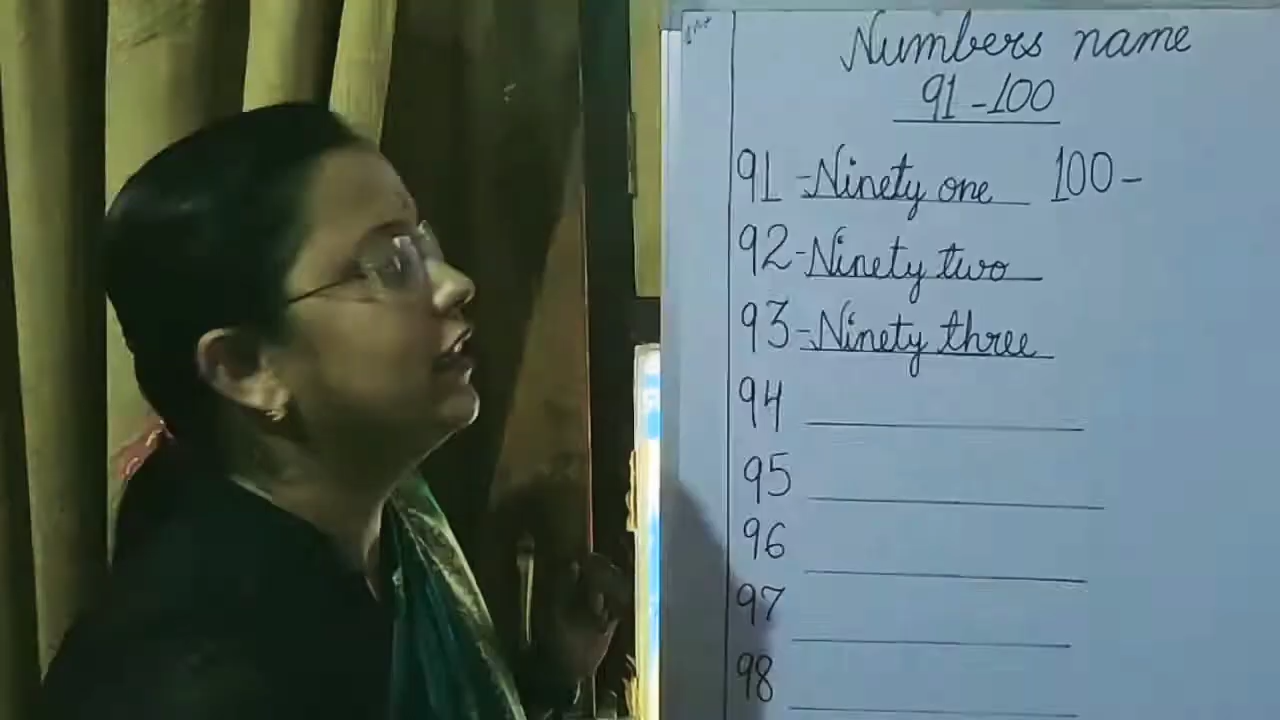 Numbers name
91-100
91-Ninety one 100-
92-Ninety two
93-Ninety three
94
95
96
97
98